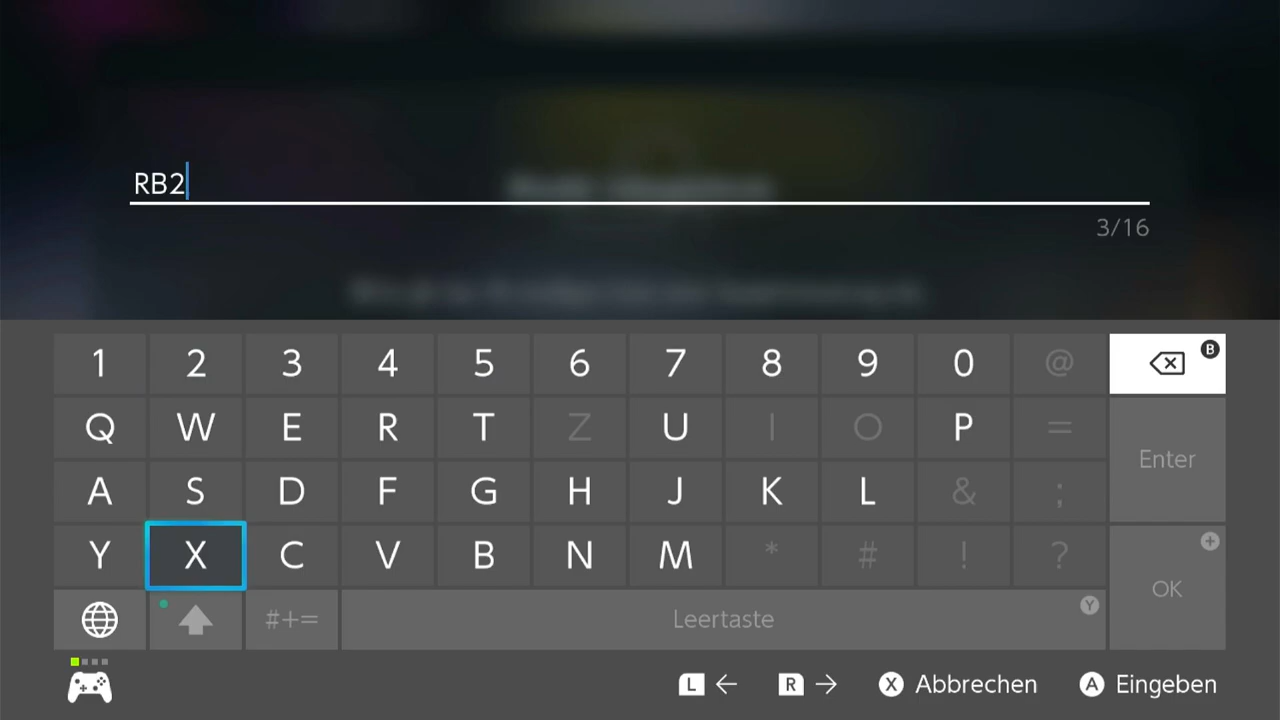 RB2
3/16
1 2 3 4 5 6 7 8 9 0 @ B
Q W E R T Z U I O P =
Enter
A S D F G H J K L & ;
Y X C V B N M * # ! ? +
OK
#+= Leertaste Y
L ← R → X Abbrechen A Eingeben